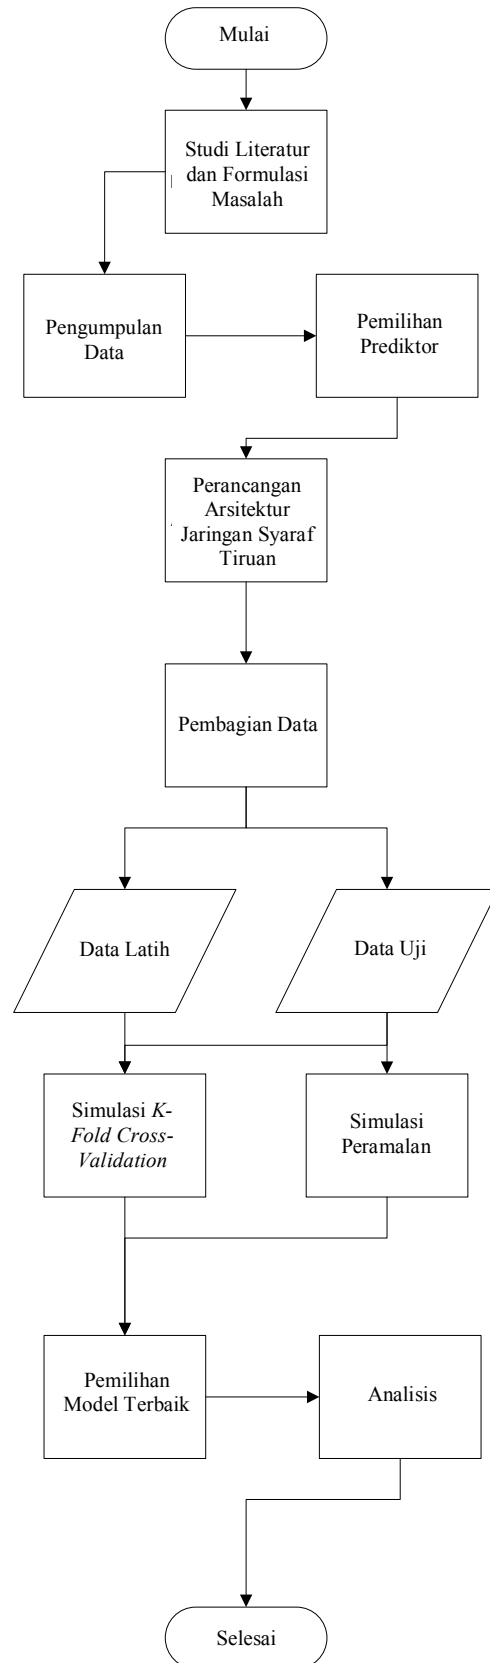 Mulai
Studi Literatur
dan Formulasi
Masalah
Pengumpulan
Data
Pemilihan
Prediktor
Perancangan
Arsitektur
Jaringan Syaraf
Tiruan
Pembagian Data
Data Latih
Data Uji
Simulasi K-
Fold Cross-
Validation
Simulasi
Peramalan
Pemilihan
Model Terbaik
Analisis
Selesai